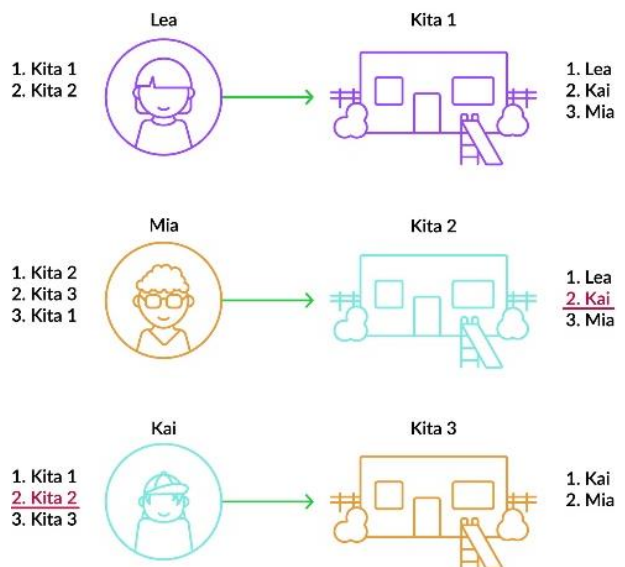 Lea
Kita 1
1. Kita 1
2. Kita 2
1. Lea
2. Kai
3. Mia
Mia
Kita 2
1. Kita 2
2. Kita 3
3. Kita 1
1. Lea
2. Kai
3. Mia
Kai
Kita 3
1. Kita 1
2. Kita 2
3. Kita 3
1. Kai
2. Mia